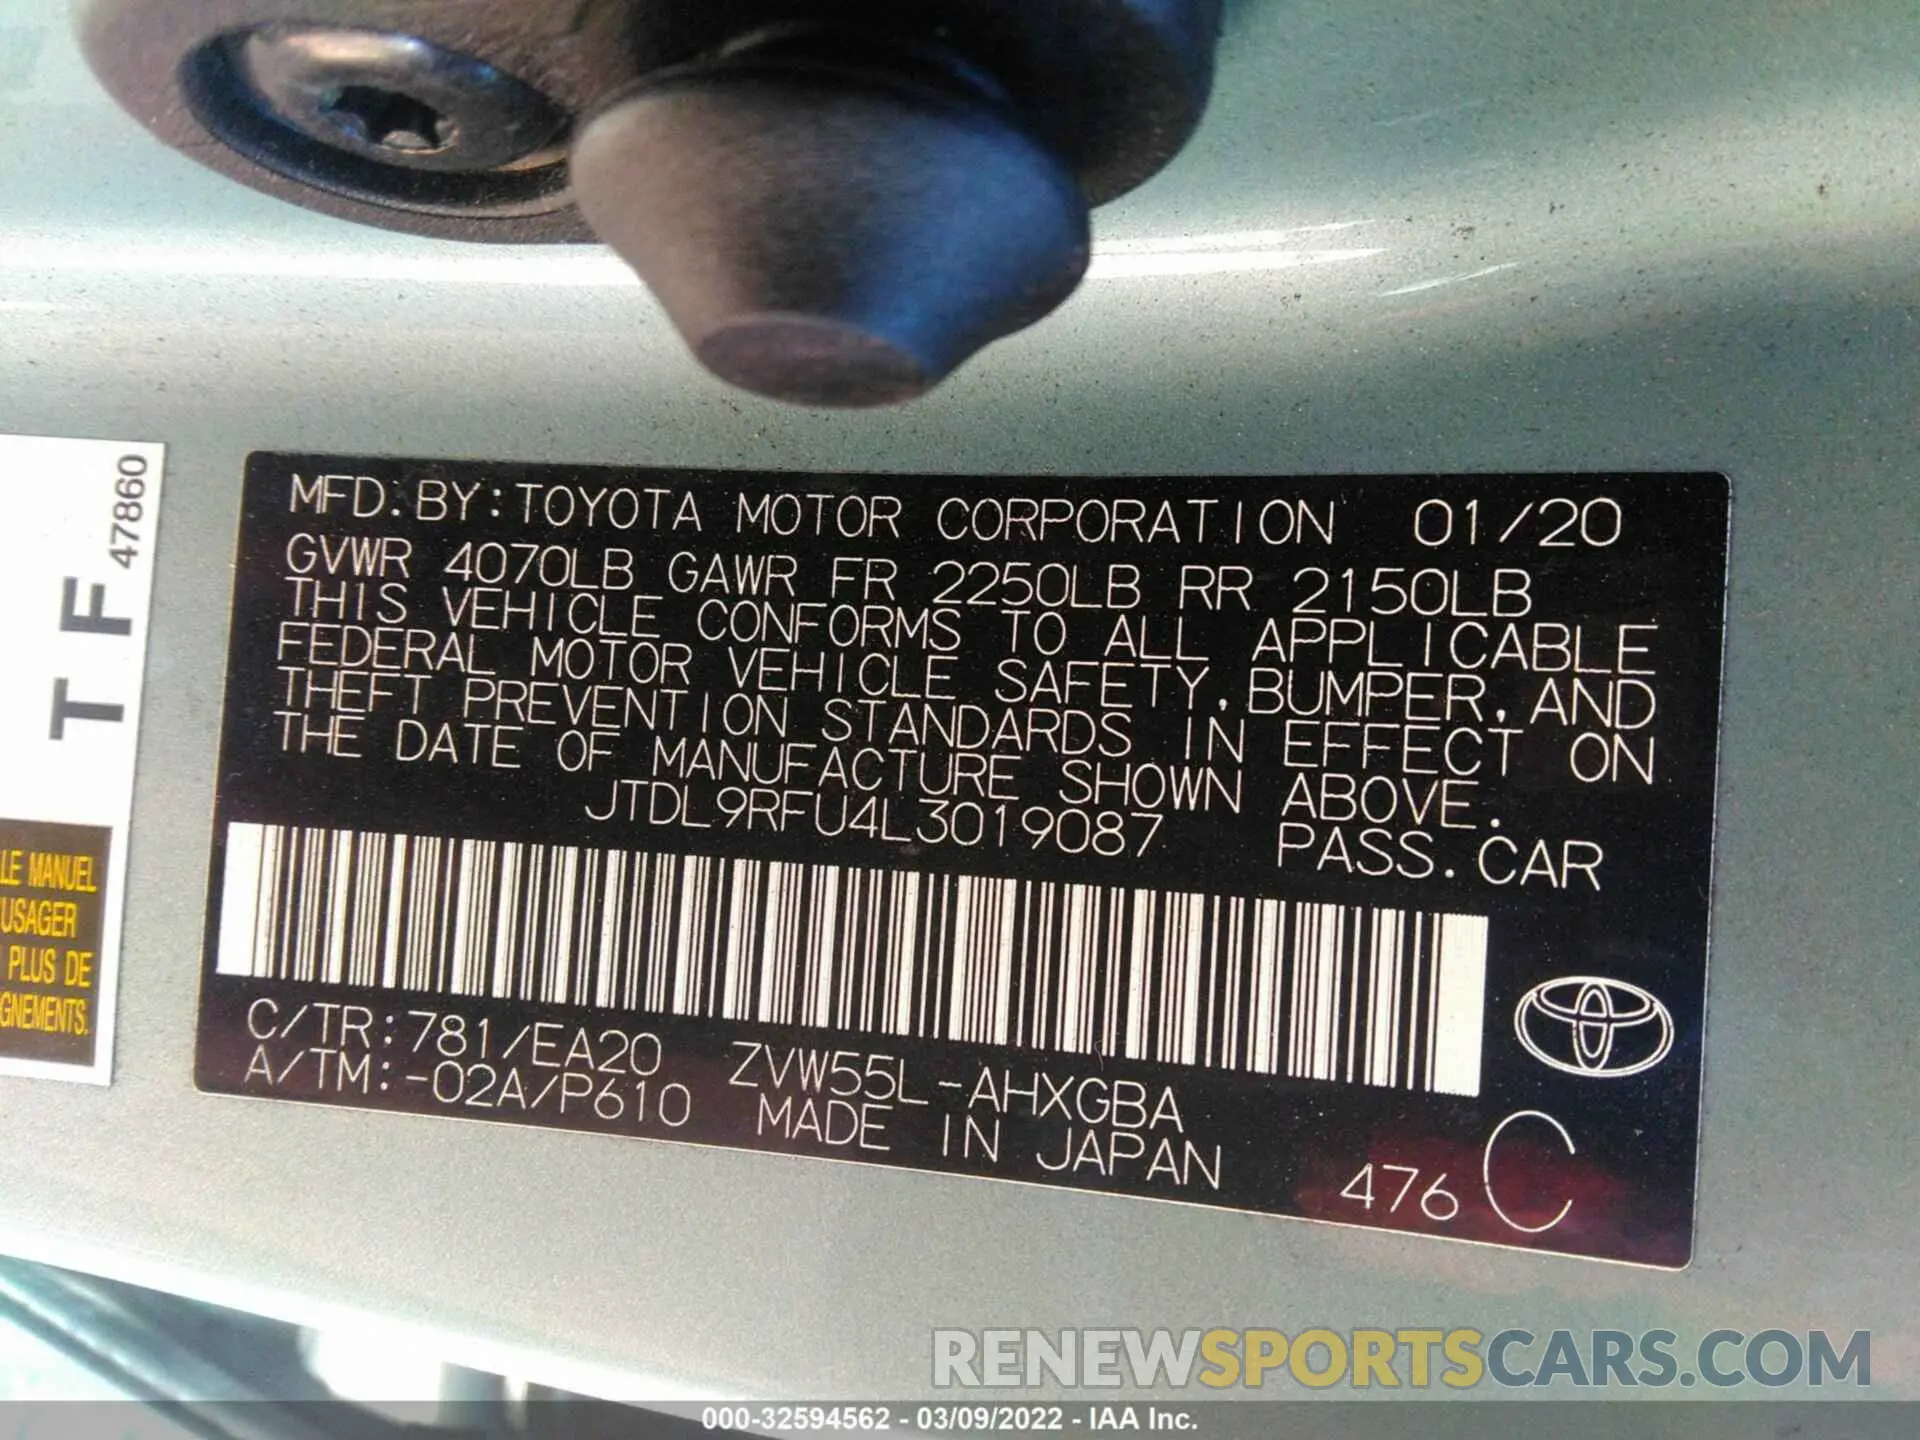 MFD. BY: TOYOTA MOTOR CORPORATION 01/20
GVWR 4070LB GAWR FR 2250LB RR 2150LB
THIS VEHICLE CONFORMS TO ALL APPLICABLE
FEDERAL MOTOR VEHICLE SAFETY, BUMPER, AND
THEFT PREVENTION STANDARDS IN EFFECT ON
THE DATE OF MANUFACTURE SHOWN ABOVE.
JTDL9RFU4L3019087 PASS. CAR
C/TR: 781/EA20 ZVW55L-AHXGBA
A/TM: -02A/P610 MADE IN JAPAN
476 C
T F 47860
LE MANUEL
'USAGER
PLUS DE
GNEMENTS.
RENEWSPORTSCARS.COM
000-32594562 - 03/09/2022 - IAA Inc.